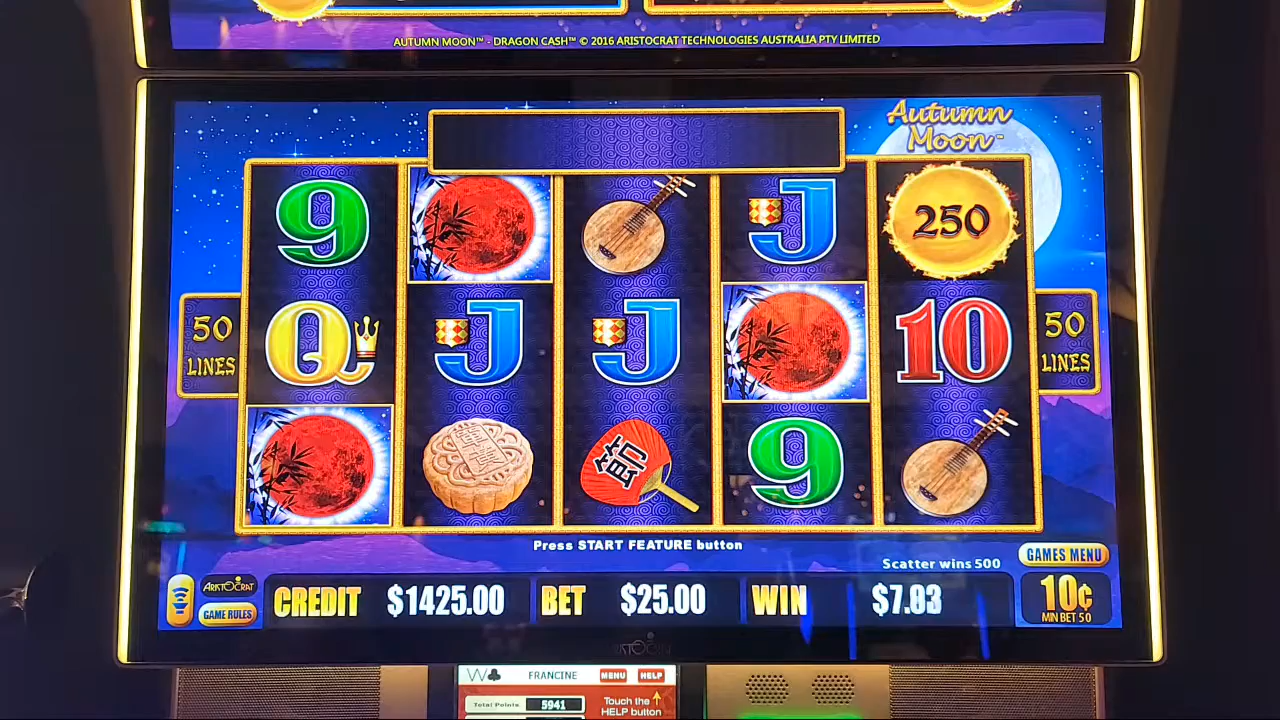 AUTUMN MOON™ - DRAGON CASH™ © 2016 ARISTOCRAT TECHNOLOGIES AUSTRALIA PTY LIMITED
Autumn
Moon™
9
J
250
50
LINES
Q
J
J
10
50
LINES
節
9
Press START FEATURE button
Scatter wins 500
GAMES MENU
ARISTOCRAT
GAME RULES
CREDIT $1425.00 BET $25.00 WIN $7.83
10¢
MIN BET 50
ARISTOCRAT
W FRANCINE MENU HELP
Total Points 5941
Touch the
HELP button